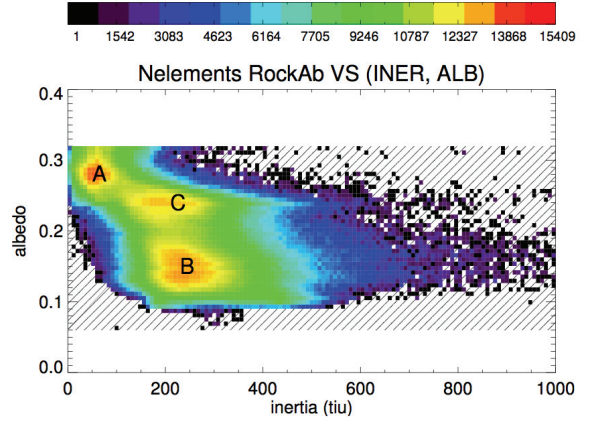 1 1542 3083 4623 6164 7705 9246 10787 12327 13868 15409
Nelements RockAb VS (INER, ALB)
0.4
0.3
A
C
0.2
albedo
B
0.1
0.0
0 200 400 600 800 1000
inertia (tiu)